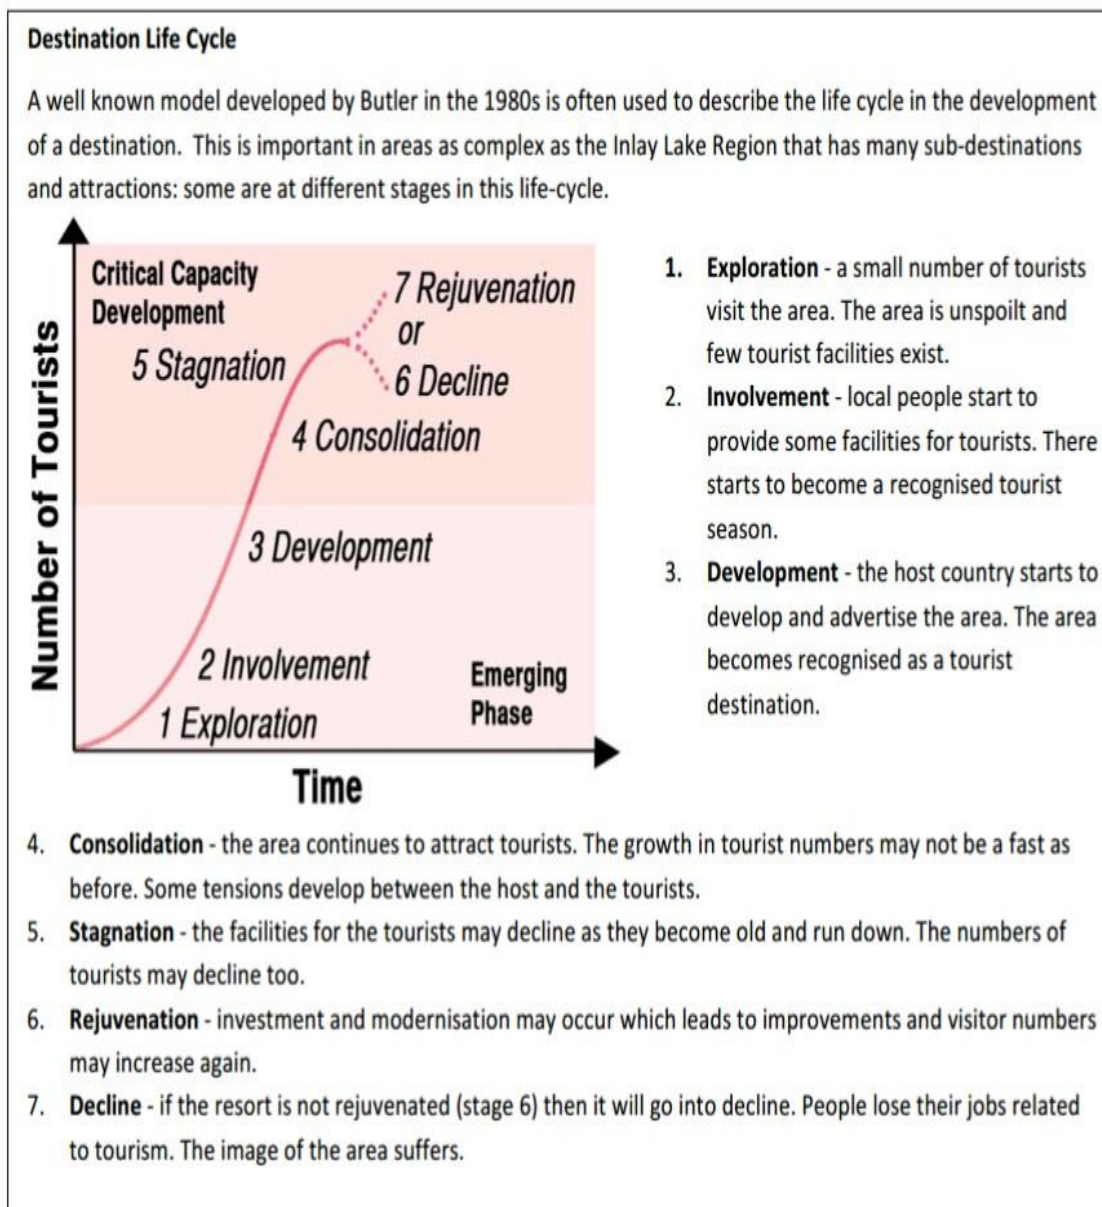 Destination Life Cycle
A well known model developed by Butler in the 1980s is often used to describe the life cycle in the development
of a destination. This is important in areas as complex as the Inlay Lake Region that has many sub-destinations
and attractions: some are at different stages in this life-cycle.
Critical Capacity
Development
7 Rejuvenation
or
5 Stagnation
6 Decline
4 Consolidation
3 Development
2 Involvement
1 Exploration
Emerging
Phase
Number of Tourists
Time
1. Exploration - a small number of tourists
visit the area. The area is unspoilt and
few tourist facilities exist.
2. Involvement - local people start to
provide some facilities for tourists. There
starts to become a recognised tourist
season.
3. Development - the host country starts to
develop and advertise the area. The area
becomes recognised as a tourist
destination.
4. Consolidation - the area continues to attract tourists. The growth in tourist numbers may not be a fast as
before. Some tensions develop between the host and the tourists.
5. Stagnation - the facilities for the tourists may decline as they become old and run down. The numbers of
tourists may decline too.
6. Rejuvenation - investment and modernisation may occur which leads to improvements and visitor numbers
may increase again.
7. Decline - if the resort is not rejuvenated (stage 6) then it will go into decline. People lose their jobs related
to tourism. The image of the area suffers.